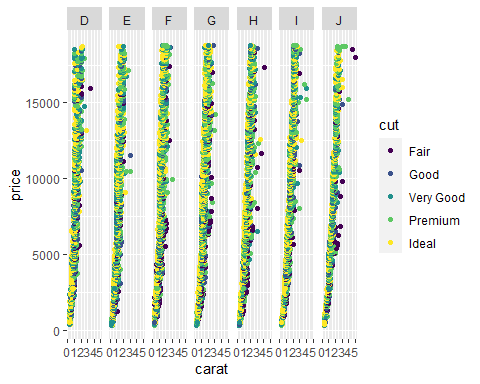 D E F G H I J
15000
10000
5000
0
price
012345 012345 012345 012345 012345 012345 012345
carat
cut
Fair
Good
Very Good
Premium
Ideal